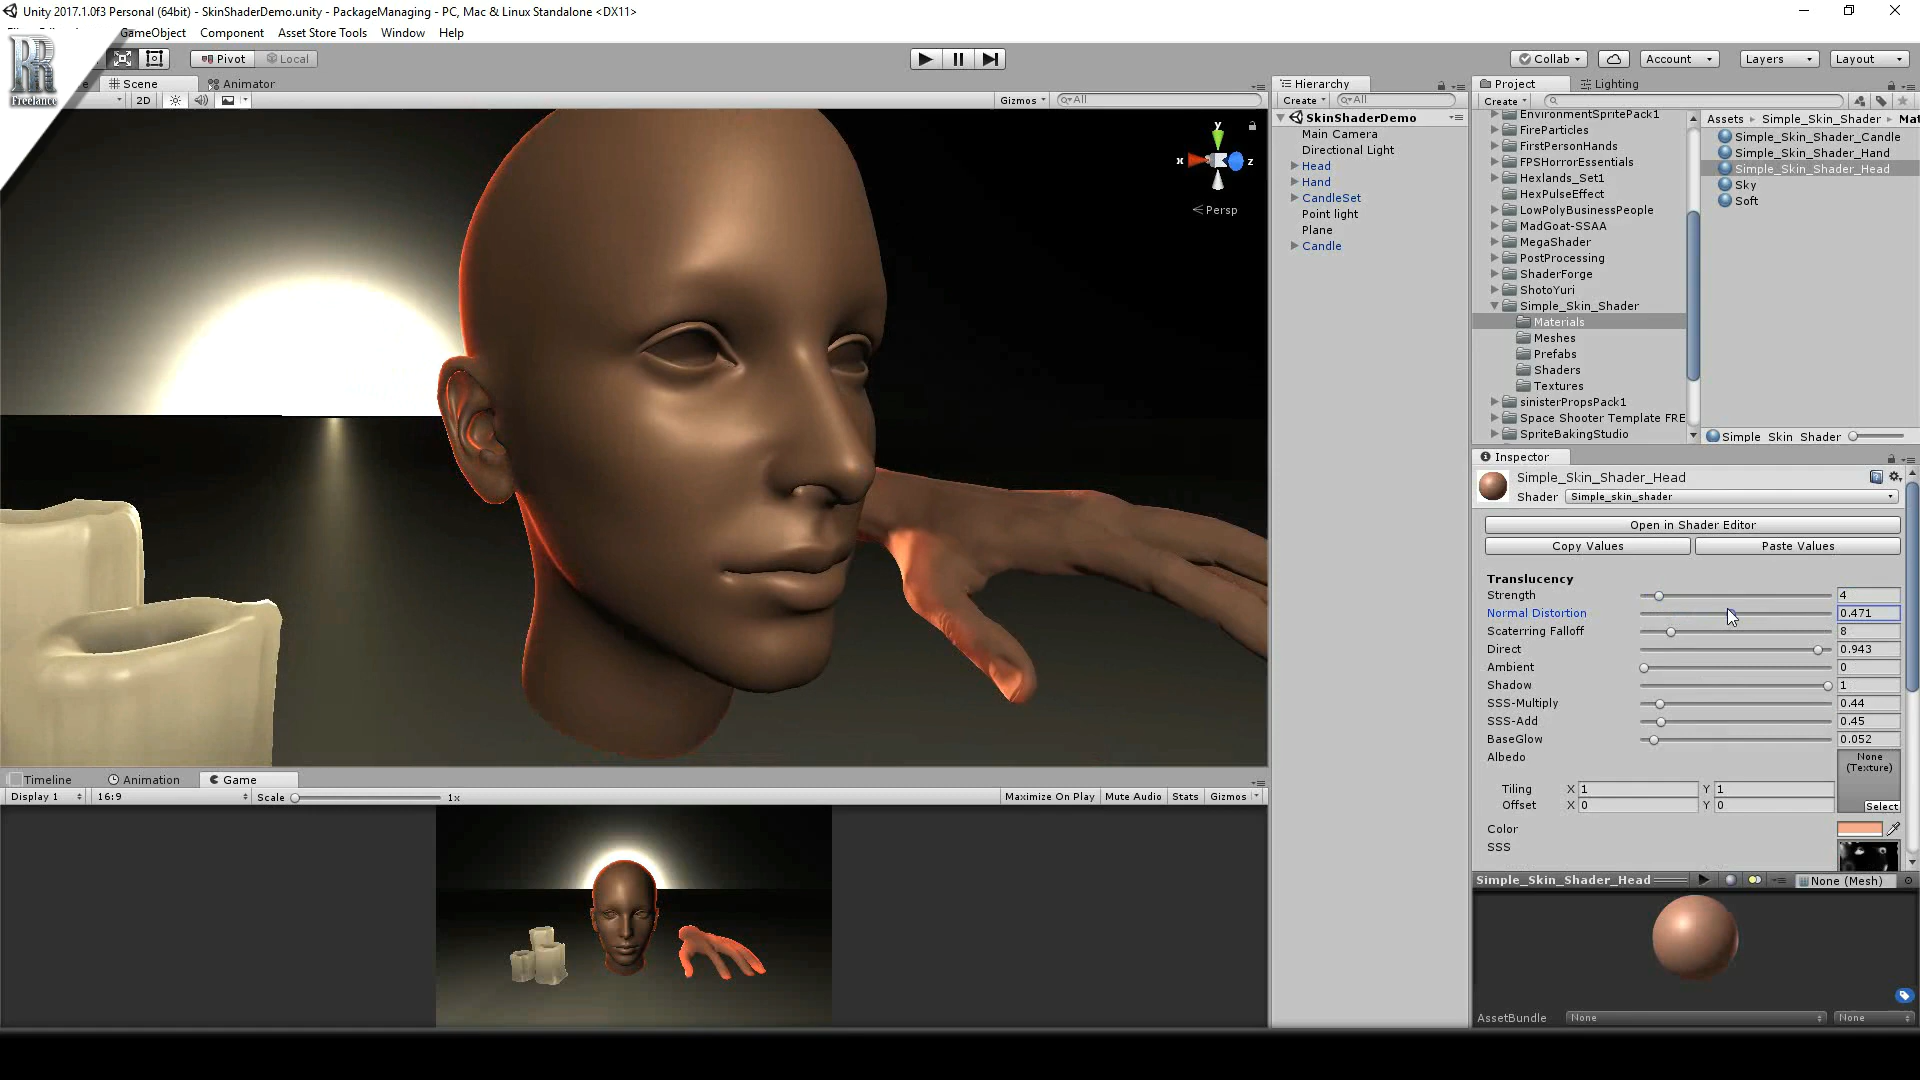 Unity 2017.1.0f3 Personal (64bit) - SkinShaderDemo.unity - PackageManaging - PC, Mac & Linux Standalone <DX11>
GameObject Component Asset Store Tools Window Help
RR
Freelance
Pivot Local
Collab Account Layers Layout
Scene Animator
2D Gizmos All
y
x z
Persp
Hierarchy
Create All
SkinShaderDemo
Main Camera
Directional Light
Head
Hand
CandleSet
Point light
Plane
Candle
Project Lighting
Create
EnvironmentSpritePack1
FireParticles
FirstPersonHands
FPSHorrorEssentials
Hexlands_Set1
HexPulseEffect
LowPolyBusinessPeople
MadGoat-SSAA
MegaShader
PostProcessing
ShaderForge
ShotoYuri
Simple_Skin_Shader
Materials
Meshes
Prefabs
Shaders
Textures
sinisterPropsPack1
Space Shooter Template FRE
SpriteBakingStudio
Assets Simple_Skin_Shader Mat
Simple_Skin_Shader_Candle
Simple_Skin_Shader_Hand
Simple_Skin_Shader_Head
Sky
Soft
Simple_Skin_Shader
Inspector
Simple_Skin_Shader_Head
Shader Simple_skin_shader
Open in Shader Editor
Copy Values Paste Values
Translucency
Strength 4
Normal Distortion 0.471
Scaterring Falloff 8
Direct 0.943
Ambient 0
Shadow 1
SSS-Multiply 0.44
SSS-Add 0.45
BaseGlow 0.052
Albedo None
(Texture)
Tiling X 1 Y 1
Offset X 0 Y 0
Select
Color
SSS
Simple_Skin_Shader_Head None (Mesh)
AssetBundle None None
Timeline Animation Game
Display 1 16:9 Scale 1x Maximize On Play Mute Audio Stats Gizmos